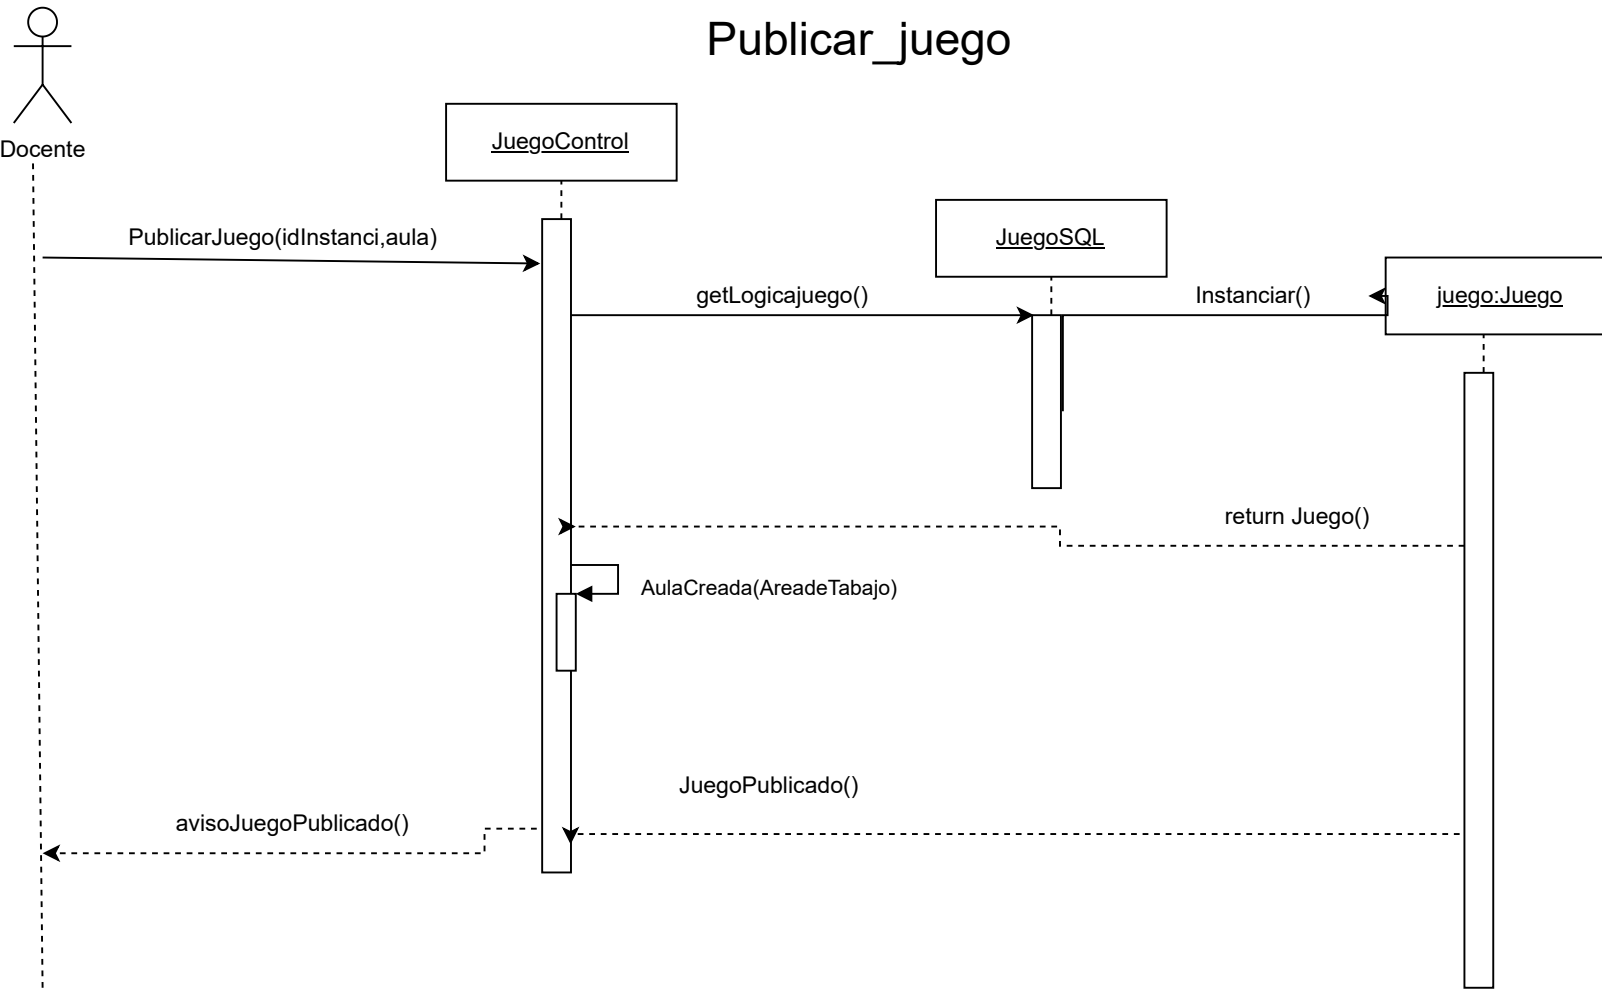 Publicar_juego
Docente
JuegoControl
JuegoSQL
juego:Juego
PublicarJuego(idInstanci,aula)
getLogicajuego()
Instanciar()
return Juego()
AulaCreada(AreadeTabajo)
JuegoPublicado()
avisoJuegoPublicado()